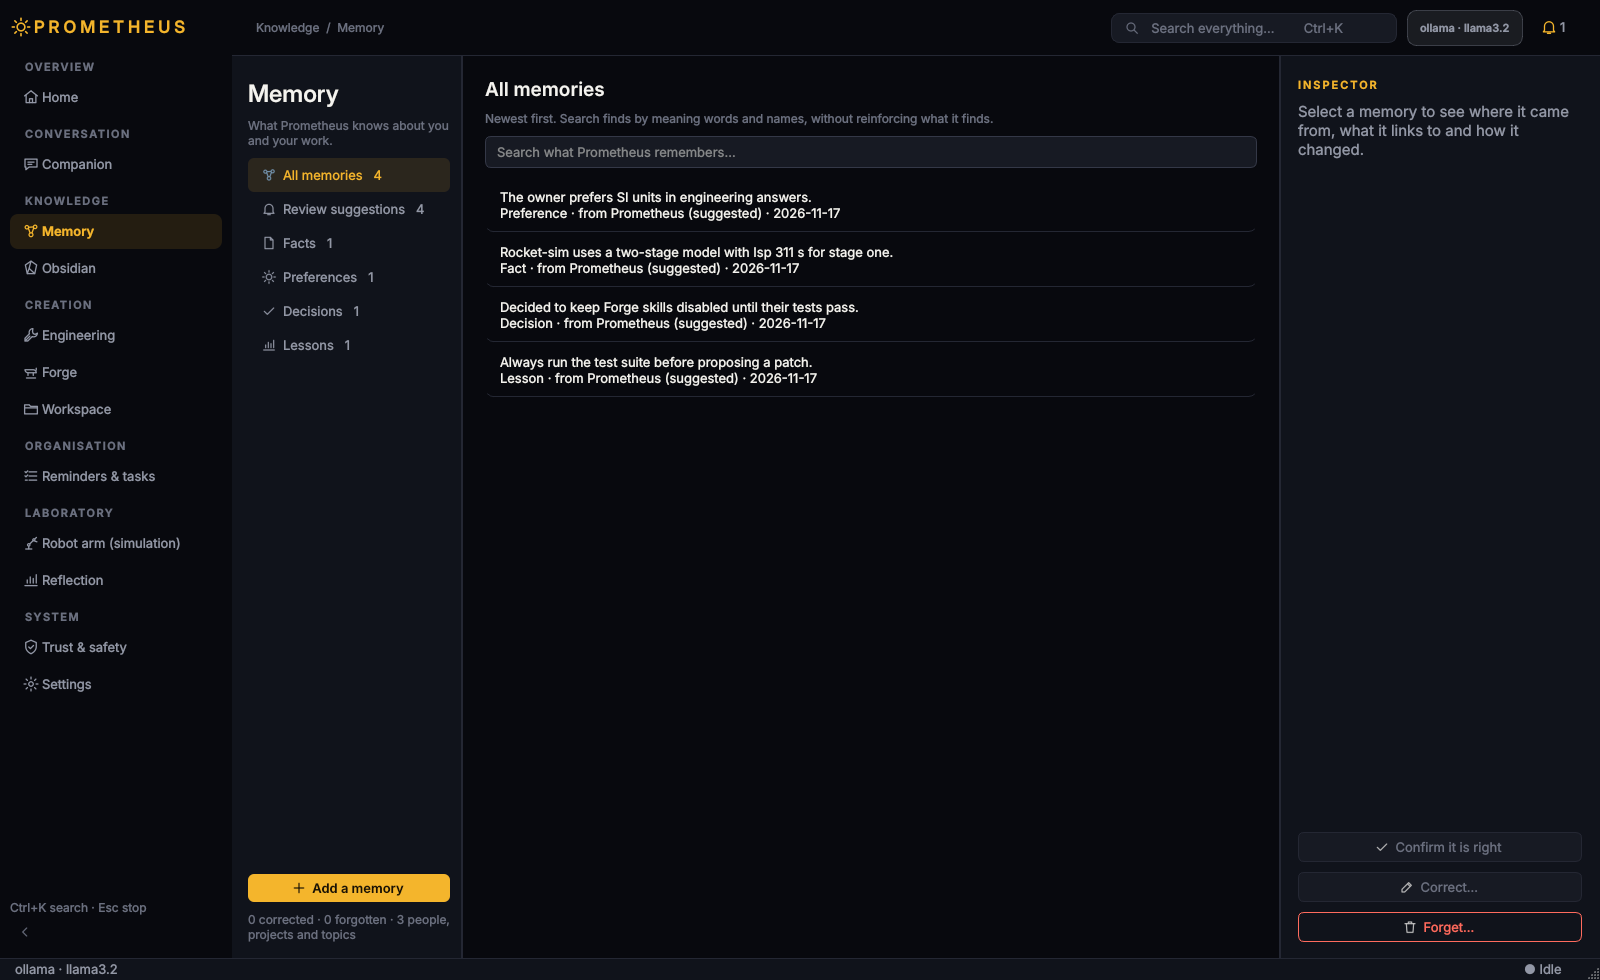 PROMETHEUS
OVERVIEW
Home
CONVERSATION
Companion
KNOWLEDGE
Memory
Obsidian
CREATION
Engineering
Forge
Workspace
ORGANISATION
Reminders & tasks
LABORATORY
Robot arm (simulation)
Reflection
SYSTEM
Trust & safety
Settings
Ctrl+K search · Esc stop
Knowledge / Memory
Search everything... Ctrl+K
ollama · llama3.2
1
Memory
What Prometheus knows about you
and your work.
All memories 4
Review suggestions 4
Facts 1
Preferences 1
Decisions 1
Lessons 1
Add a memory
0 corrected · 0 forgotten · 3 people,
projects and topics
All memories
Newest first. Search finds by meaning words and names, without reinforcing what it finds.
Search what Prometheus remembers...
The owner prefers SI units in engineering answers.
Preference · from Prometheus (suggested) · 2026-11-17
Rocket-sim uses a two-stage model with Isp 311 s for stage one.
Fact · from Prometheus (suggested) · 2026-11-17
Decided to keep Forge skills disabled until their tests pass.
Decision · from Prometheus (suggested) · 2026-11-17
Always run the test suite before proposing a patch.
Lesson · from Prometheus (suggested) · 2026-11-17
INSPECTOR
Select a memory to see where it came
from, what it links to and how it
changed.
Confirm it is right
Correct...
Forget...
ollama · llama3.2
Idle